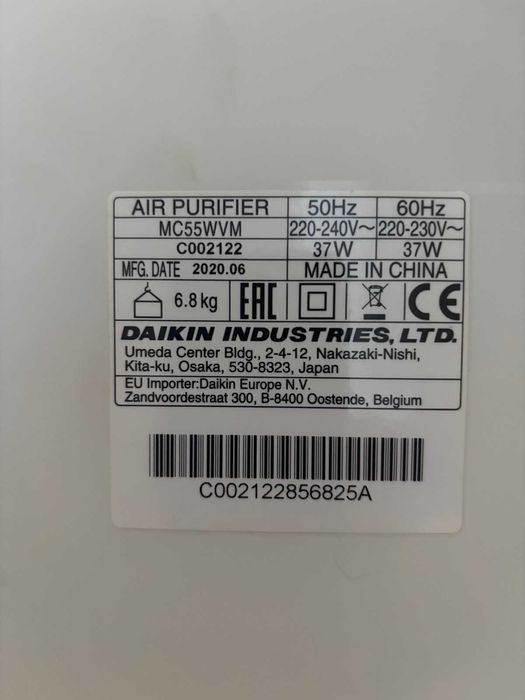 AIR PURIFIER 50Hz 60Hz
MC55WVM 220-240V~ 220-230V~
C002122 37W 37W
MFG. DATE 2020.06 MADE IN CHINA
6.8 kg EAC CE
DAIKIN INDUSTRIES, LTD.
Umeda Center Bldg., 2-4-12, Nakazaki-Nishi,
Kita-ku, Osaka, 530-8323, Japan
EU Importer:Daikin Europe N.V.
Zandvoordestraat 300, B-8400 Oostende, Belgium
C002122856825A